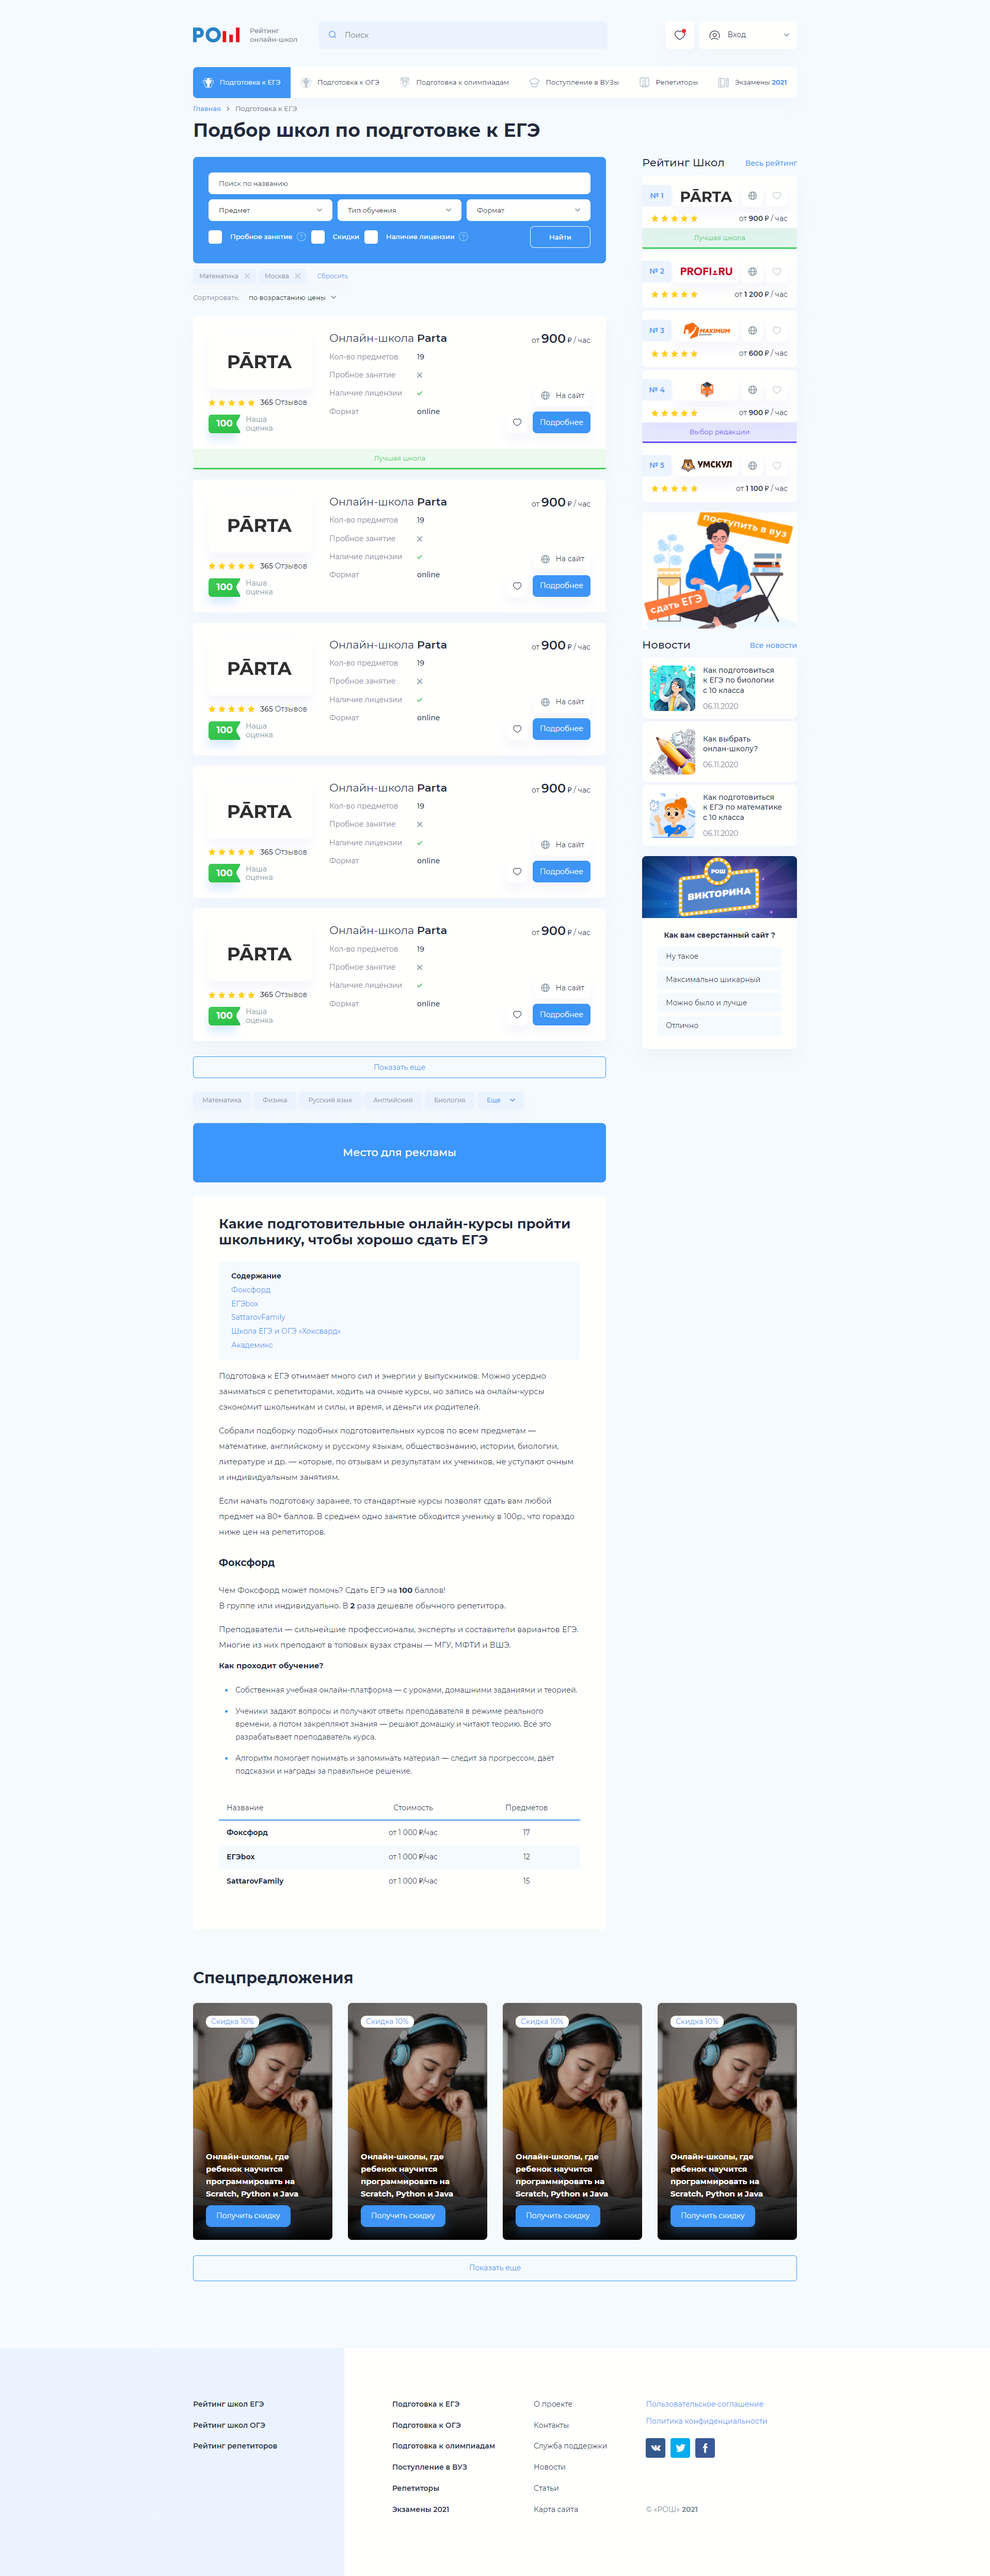 РОШ
Рейтинг
онлайн-школ
Поиск
Вход
Подготовка к ЕГЭ
Подготовка к ОГЭ
Подготовка к олимпиадам
Поступление в ВУЗы
Репетиторы
Экзамены 2021
Главная > Подготовка к ЕГЭ
Подбор школ по подготовке к ЕГЭ
Поиск по названию
Предмет
Тип обучения
Формат
Пробное занятие ?
Скидки
Наличие лицензии ?
Найти
Математика
Москва
Сбросить
Сортировать: по возрастанию цены
PĀRTA
365 Отзывов
100
Наша
оценка
Онлайн-школа Parta
Кол-во предметов 19
Пробное занятие
Наличие лицензии
Формат online
от 900 ₽ / час
На сайт
Подробнее
Лучшая школа
PĀRTA
365 Отзывов
100
Наша
оценка
Онлайн-школа Parta
Кол-во предметов 19
Пробное занятие
Наличие лицензии
Формат online
от 900 ₽ / час
На сайт
Подробнее
PĀRTA
365 Отзывов
100
Наша
оценка
Онлайн-школа Parta
Кол-во предметов 19
Пробное занятие
Наличие лицензии
Формат online
от 900 ₽ / час
На сайт
Подробнее
PĀRTA
365 Отзывов
100
Наша
оценка
Онлайн-школа Parta
Кол-во предметов 19
Пробное занятие
Наличие лицензии
Формат online
от 900 ₽ / час
На сайт
Подробнее
PĀRTA
365 Отзывов
100
Наша
оценка
Онлайн-школа Parta
Кол-во предметов 19
Пробное занятие
Наличие лицензии
Формат online
от 900 ₽ / час
На сайт
Подробнее
Показать еще
Математика
Физика
Русский язык
Английский
Биология
Еще
Место для рекламы
Рейтинг Школ
Весь рейтинг
№ 1
PĀRTA
от 900 ₽ / час
Лучшая школа
№ 2
PROFI.RU
от 1 200 ₽ / час
№ 3
MAXIMUM
от 600 ₽ / час
№ 4
от 900 ₽ / час
Выбор редакции
№ 5
УМСКУЛ
от 1 100 ₽ / час
поступить в вуз
сдать ЕГЭ
Новости
Все новости
Как подготовиться
к ЕГЭ по биологии
с 10 класса
06.11.2020
Как выбрать
онлан-школу?
06.11.2020
Как подготовиться
к ЕГЭ по математике
с 10 класса
06.11.2020
РОШ
ВИКТОРИНА
Как вам сверстанный сайт ?
Ну такое
Максимально шикарный
Можно было и лучше
Отлично
Какие подготовительные онлайн-курсы пройти
школьнику, чтобы хорошо сдать ЕГЭ
Содержание
Фоксфорд
ЕГЭbox
SattarovFamily
Школа ЕГЭ и ОГЭ «Хоксвард»
Академикс
Подготовка к ЕГЭ отнимает много сил и энергии у выпускников. Можно усердно
заниматься с репетиторами, ходить на очные курсы, но запись на онлайн-курсы
сэкономит школьникам и силы, и время, и деньги их родителей.
Собрали подборку подобных подготовительных курсов по всем предметам —
математике, английскому и русскому языкам, обществознанию, истории, биологии,
литературе и др. — которые, по отзывам и результатам их учеников, не уступают очным
и индивидуальным занятиям.
Если начать подготовку заранее, то стандартные курсы позволят сдать вам любой
предмет на 80+ баллов. В среднем одно занятие обходится ученику в 100р., что гораздо
ниже цен на репетиторов.
Фоксфорд
Чем Фоксфорд может помочь? Сдать ЕГЭ на 100 баллов!
В группе или индивидуально. В 2 раза дешевле обычного репетитора.
Преподаватели — сильнейшие профессионалы, эксперты и составители вариантов ЕГЭ.
Многие из них преподают в топовых вузах страны — МГУ, МФТИ и ВШЭ.
Как проходит обучение?
• Собственная учебная онлайн-платформа — с уроками, домашними заданиями и теорией.
• Ученики задают вопросы и получают ответы преподавателя в режиме реального
времени, а потом закрепляют знания — решают домашку и читают теорию. Всё это
разрабатывает преподаватель курса.
• Алгоритм помогает понимать и запоминать материал — следит за прогрессом, даёт
подсказки и награды за правильное решение.
Название Стоимость Предметов
Фоксфорд от 1 000 ₽/час 17
ЕГЭbox от 1 000 ₽/час 12
SattarovFamily от 1 000 ₽/час 15
Спецпредложения
Скидка 10%
Онлайн-школы, где
ребенок научится
программировать на
Scratch, Python и Java
Получить скидку
Скидка 10%
Онлайн-школы, где
ребенок научится
программировать на
Scratch, Python и Java
Получить скидку
Скидка 10%
Онлайн-школы, где
ребенок научится
программировать на
Scratch, Python и Java
Получить скидку
Скидка 10%
Онлайн-школы, где
ребенок научится
программировать на
Scratch, Python и Java
Получить скидку
Показать еще
Рейтинг школ ЕГЭ
Рейтинг школ ОГЭ
Рейтинг репетиторов
Подготовка к ЕГЭ
Подготовка к ОГЭ
Подготовка к олимпиадам
Поступление в ВУЗ
Репетиторы
Экзамены 2021
О проекте
Контакты
Служба поддержки
Новости
Статьи
Карта сайта
Пользовательское соглашение
Политика конфиденциальности
© «РОШ» 2021